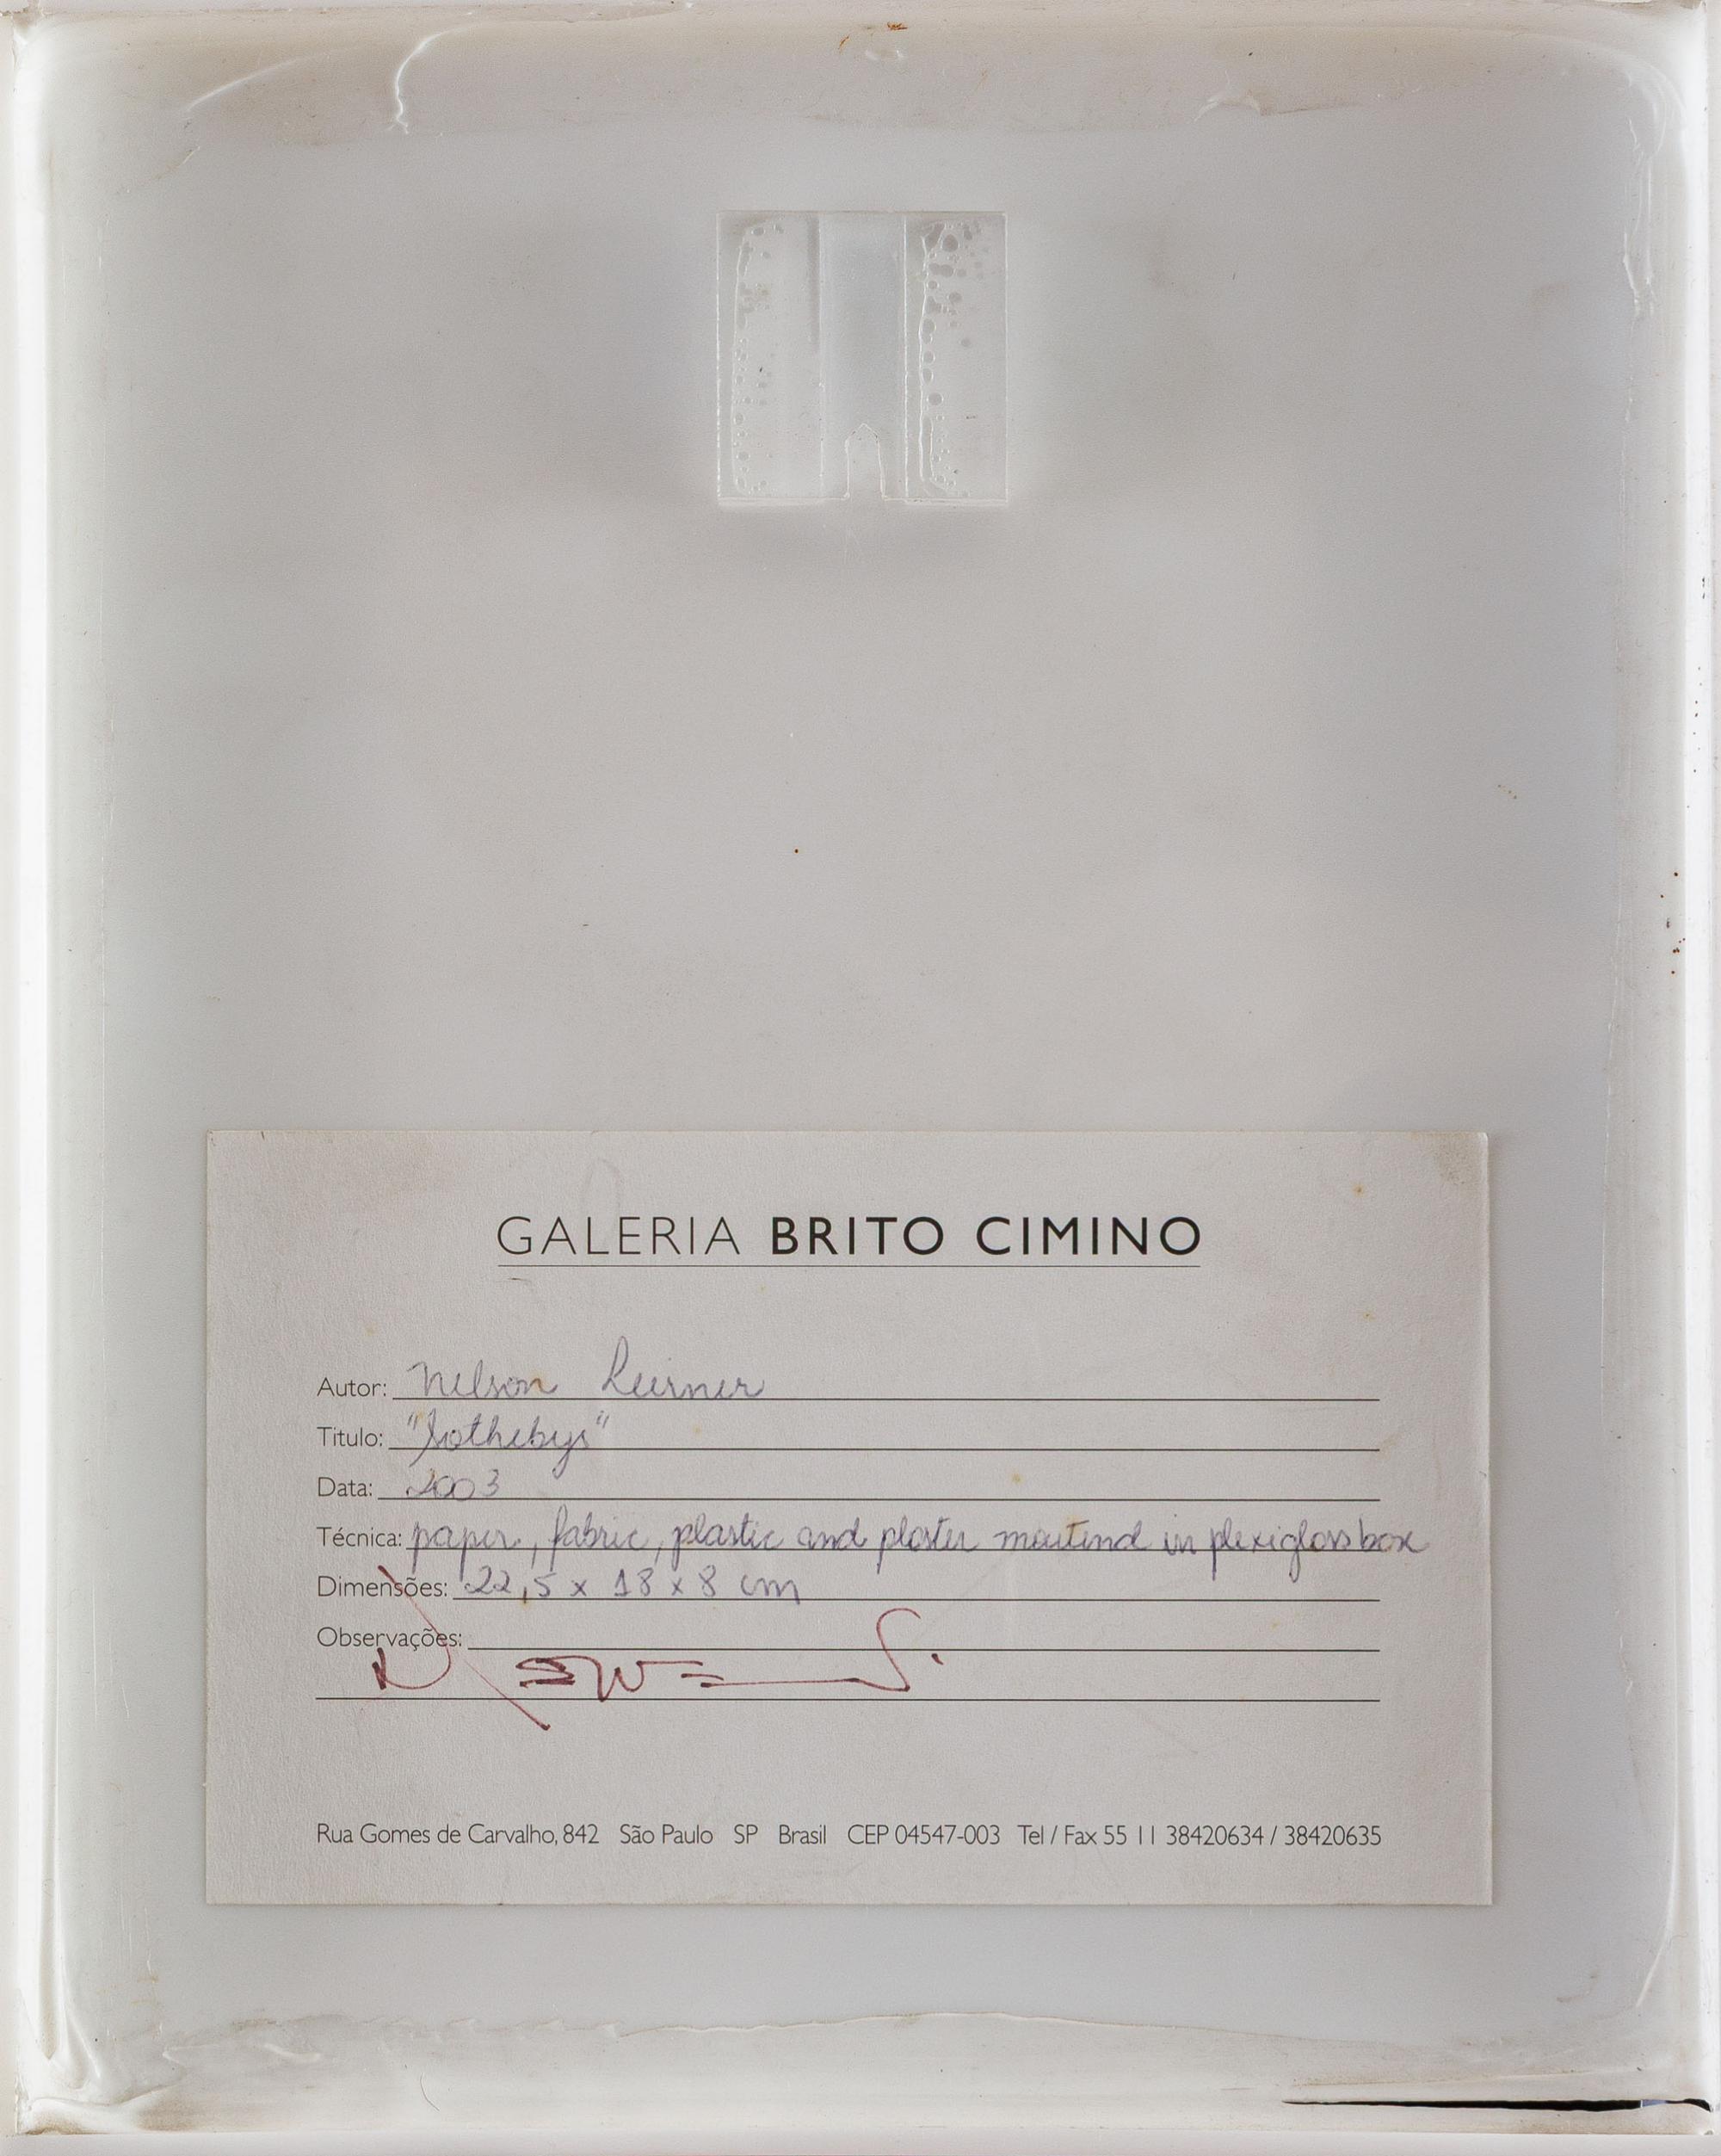 GALERIA BRITO CIMINO
Autor: Nelson Leirner
Titulo: "Sothebys"
Data: 2003
Técnica: paper, fabric, plastic and plaster in plexiglass box
Dimensões: 22,5 x 18 x 8 cm
Observações:
Rua Gomes de Carvalho, 842 São Paulo SP Brasil CEP 04547-003 Tel / Fax 55 11 38420634 / 38420635